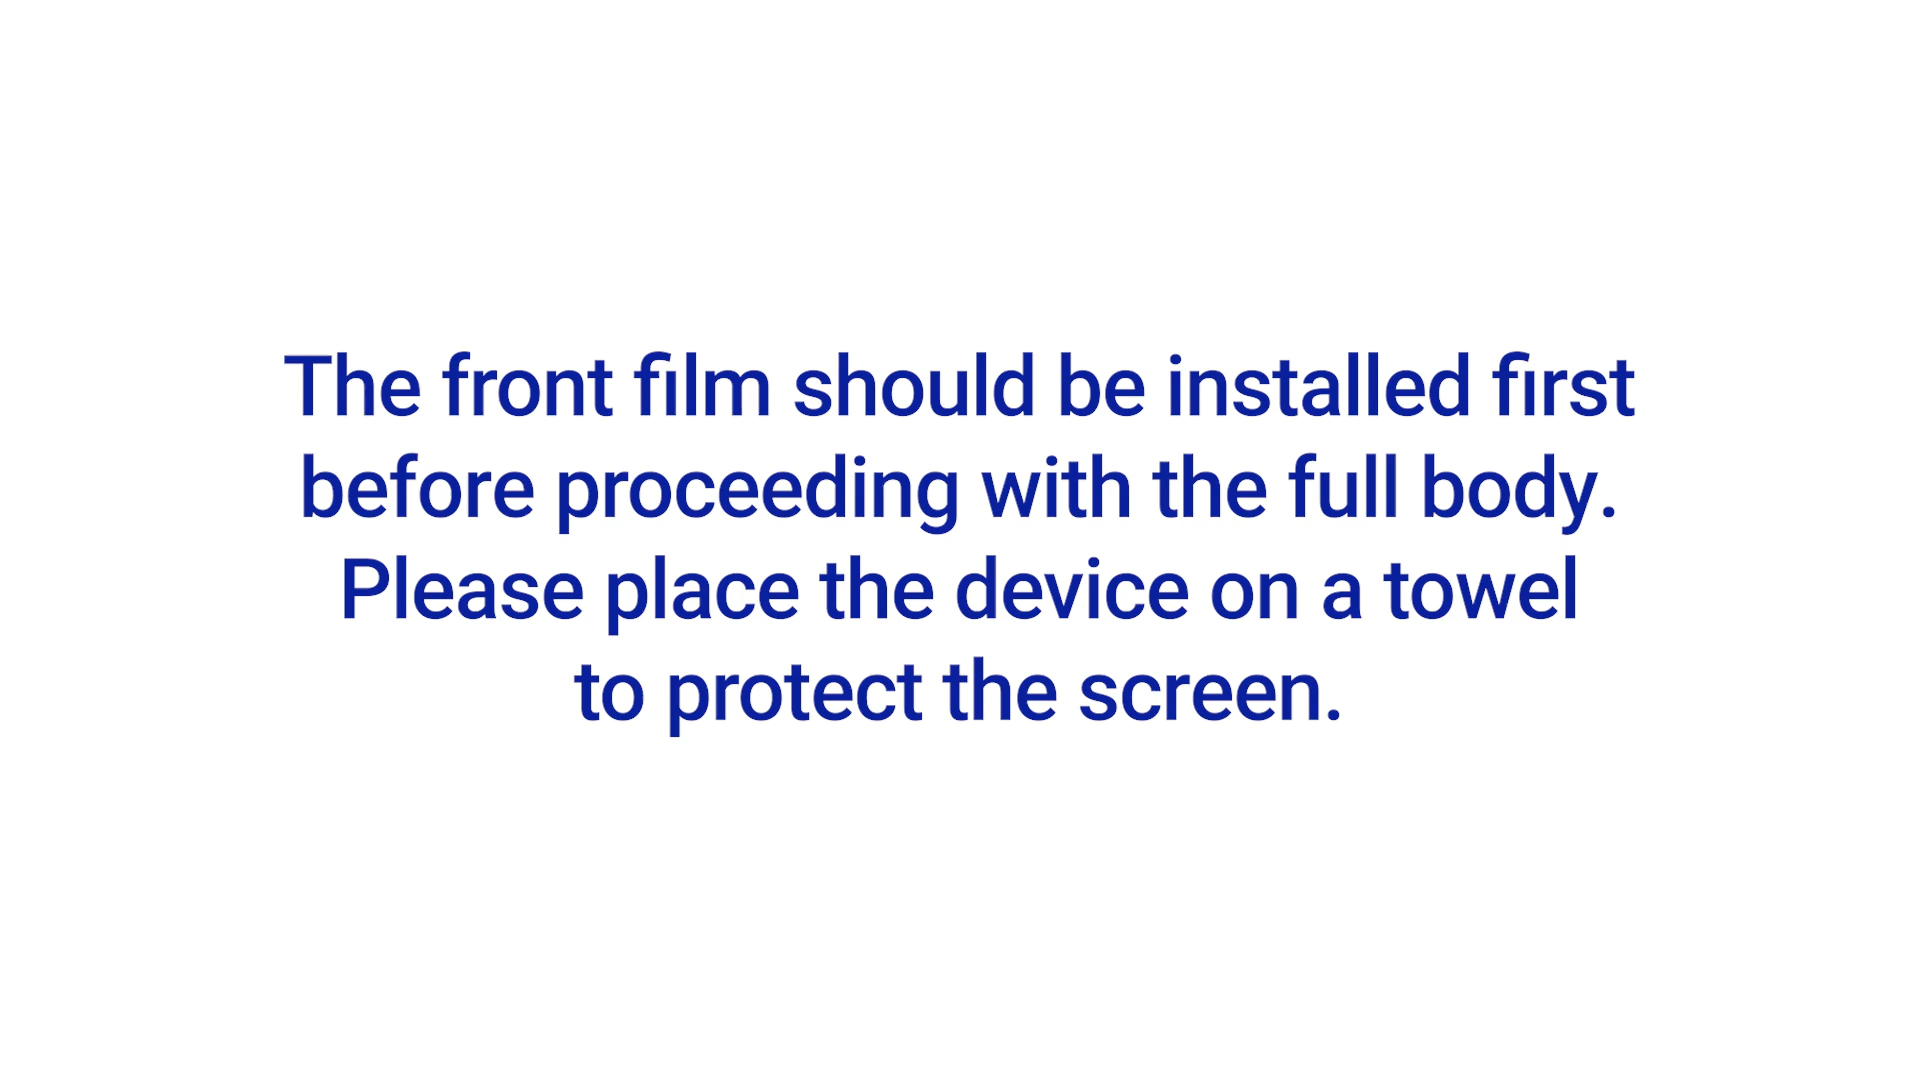 The front film should be installed first
before proceeding with the full body.
Please place the device on a towel
to protect the screen.